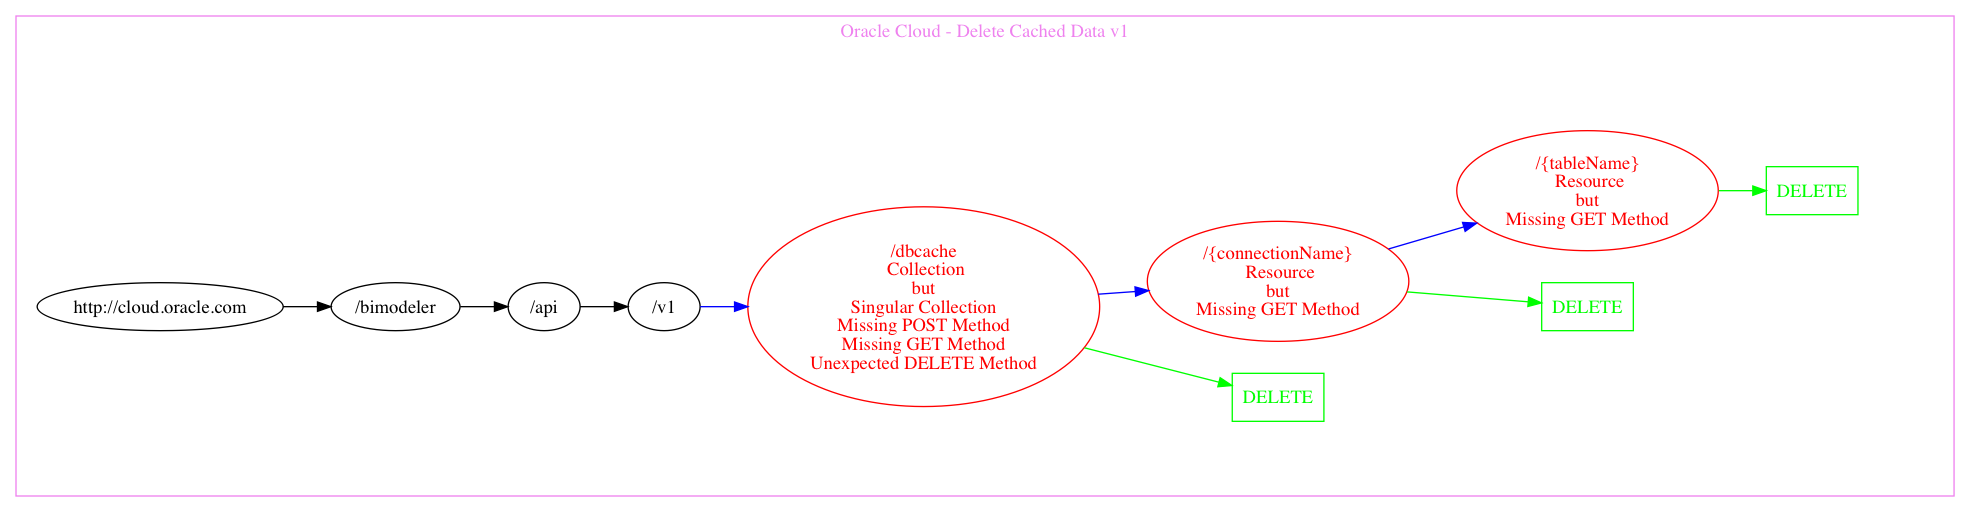 Oracle Cloud - Delete Cached Data v1
http://cloud.oracle.com
/bimodeler
/api
/v1
/dbcache
Collection
but
Singular Collection
Missing POST Method
Missing GET Method
Unexpected DELETE Method
DELETE
/{connectionName}
Resource
but
Missing GET Method
DELETE
/{tableName}
Resource
but
Missing GET Method
DELETE